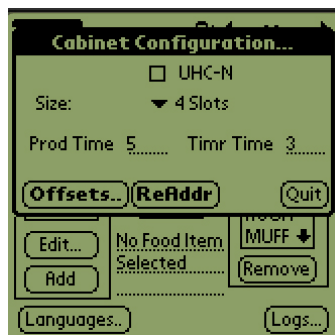 Cabinet Configuration...
UHC-N
Size: 4 Slots
Prod Time 5 Timr Time 3
Offsets.. ReAddr Quit
Edit... No Food Item MUFF
Selected
Add Remove
Languages.. Logs...